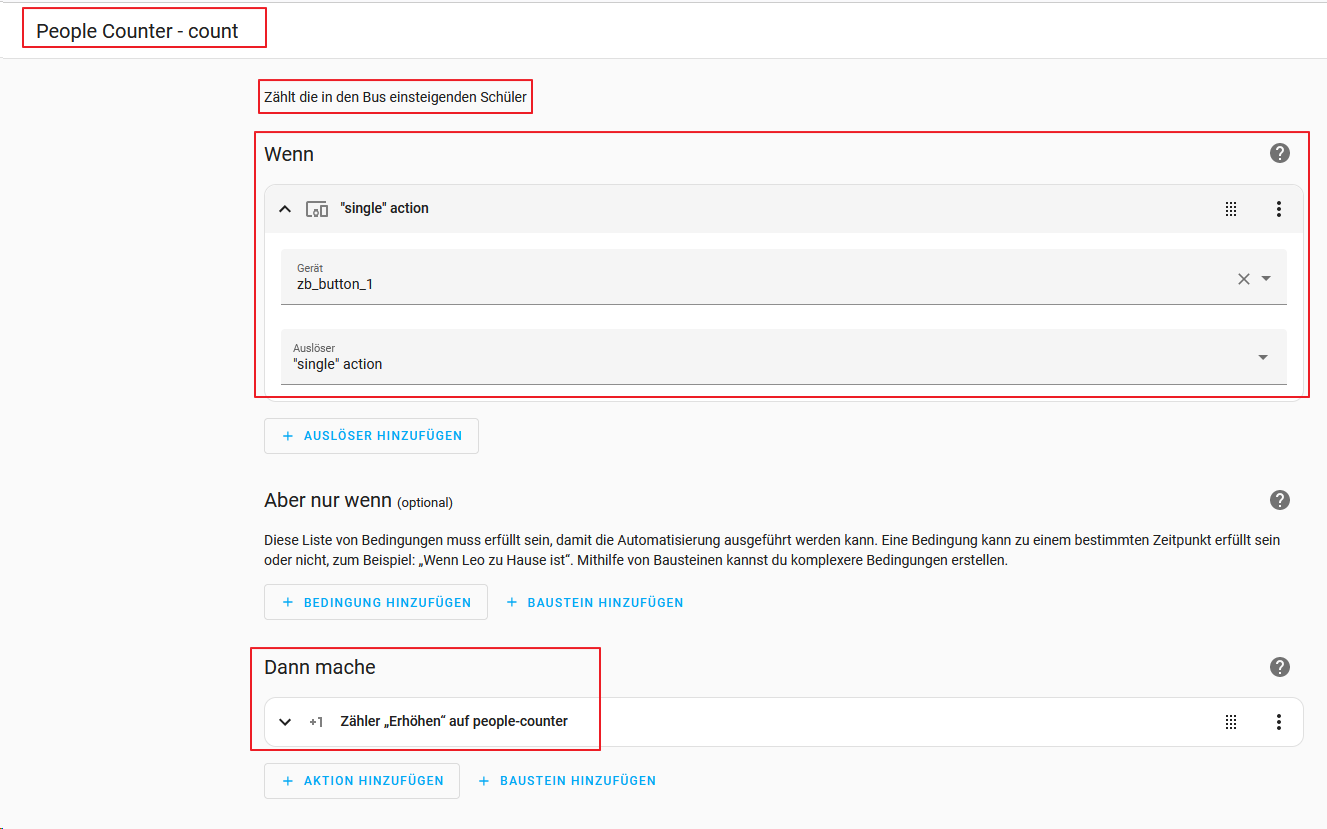 People Counter - count
Zählt die in den Bus einsteigenden Schüler
Wenn
"single" action
Gerät
zb_button_1
Auslöser
"single" action
+ AUSLÖSER HINZUFÜGEN
Aber nur wenn (optional)
Diese Liste von Bedingungen muss erfüllt sein, damit die Automatisierung ausgeführt werden kann. Eine Bedingung kann zu einem bestimmten Zeitpunkt erfüllt sein
oder nicht, zum Beispiel: „Wenn Leo zu Hause ist“. Mithilfe von Bausteinen kannst du komplexere Bedingungen erstellen.
+ BEDINGUNG HINZUFÜGEN + BAUSTEIN HINZUFÜGEN
Dann mache
+1 Zähler „Erhöhen“ auf people-counter
+ AKTION HINZUFÜGEN + BAUSTEIN HINZUFÜGEN